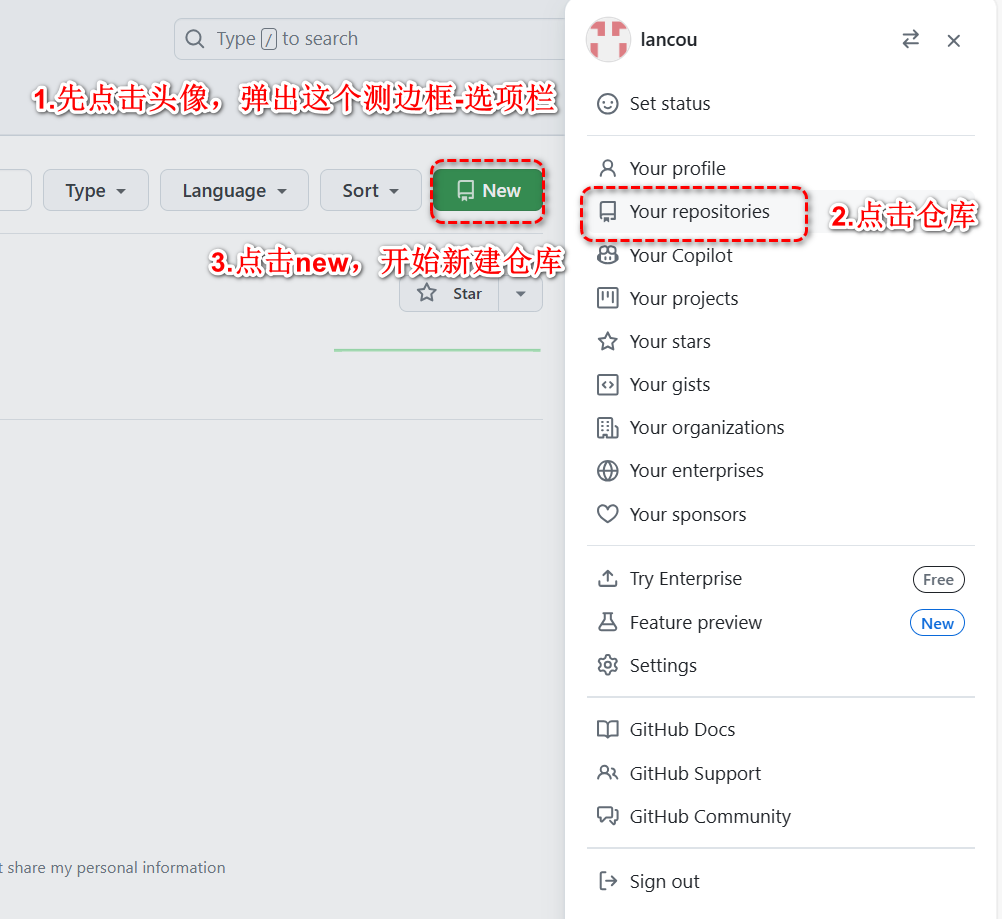 Type / to search
lancou
1.先点击头像，弹出这个测边框-选项栏
Set status
Type
Language
Sort
New
Your profile
Your repositories
2.点击仓库
3.点击new，开始新建仓库
Your Copilot
Star
Your projects
Your stars
Your gists
Your organizations
Your enterprises
Your sponsors
Try Enterprise
Free
Feature preview
New
Settings
GitHub Docs
GitHub Support
GitHub Community
share my personal information
Sign out